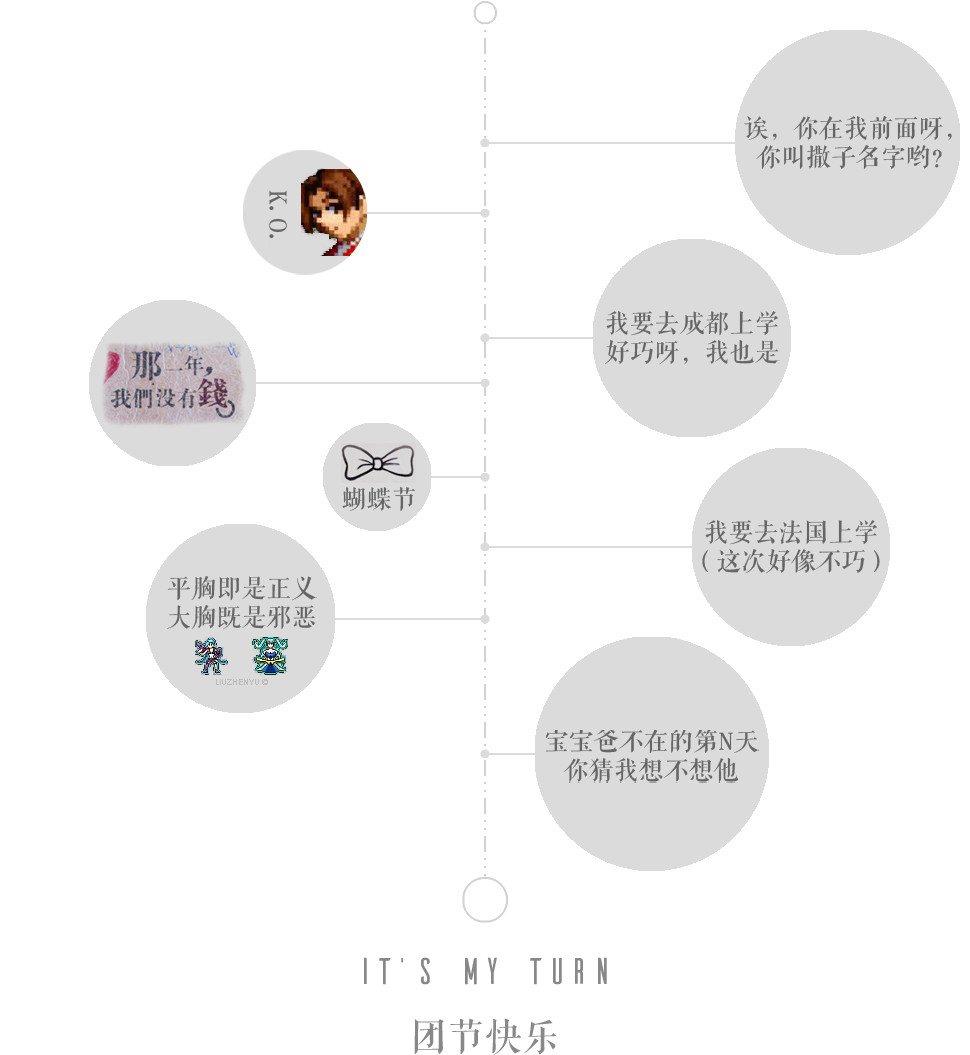 诶，你在我前面呀，
你叫撒子名字哟？
K.O.
我要去成都上学
好巧呀，我也是
那一年，
我們没有錢
蝴蝶节
我要去法国上学
（这次好像不巧）
平胸即是正义
大胸既是邪恶
LIUZHENYU©
宝宝爸不在的第N天
你猜我想不想他
IT'S MY TURN
团节快乐